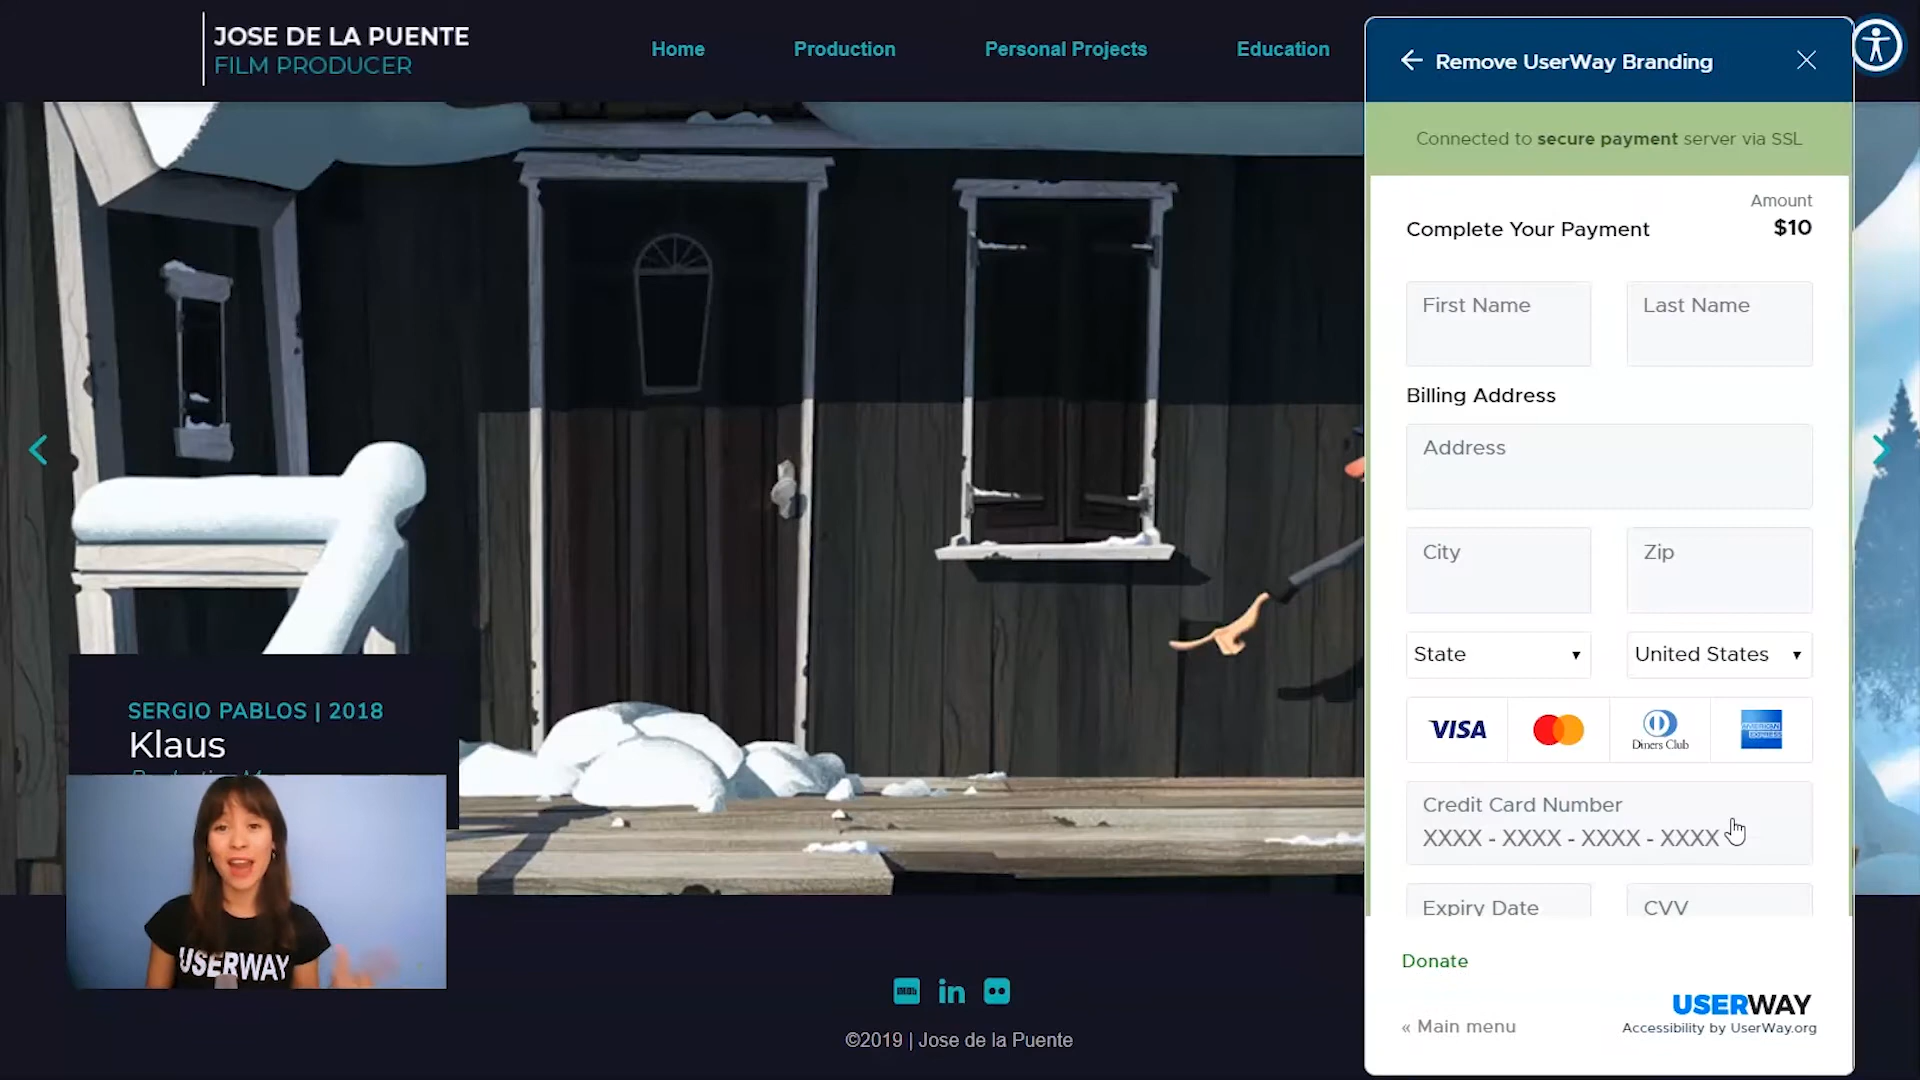 JOSE DE LA PUENTE
FILM PRODUCER
Home
Production
Personal Projects
Education
Remove UserWay Branding
Connected to secure payment server via SSL
Amount
Complete Your Payment
$10
First Name
Last Name
Billing Address
Address
City
Zip
State
United States
VISA
Diners Club
AMERICAN EXPRESS
Credit Card Number
XXXX - XXXX - XXXX - XXXX
Expiry Date
CVV
SERGIO PABLOS | 2018
Klaus
USERWAY
Donate
USERWAY
Accessibility by UserWay.org
« Main menu
in
©2019 | Jose de la Puente